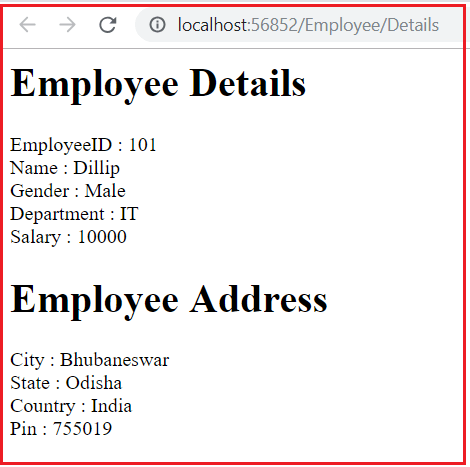 localhost:56852/Employee/Details
Employee Details
EmployeeID : 101
Name : Dillip
Gender : Male
Department : IT
Salary : 10000
Employee Address
City : Bhubaneswar
State : Odisha
Country : India
Pin : 755019